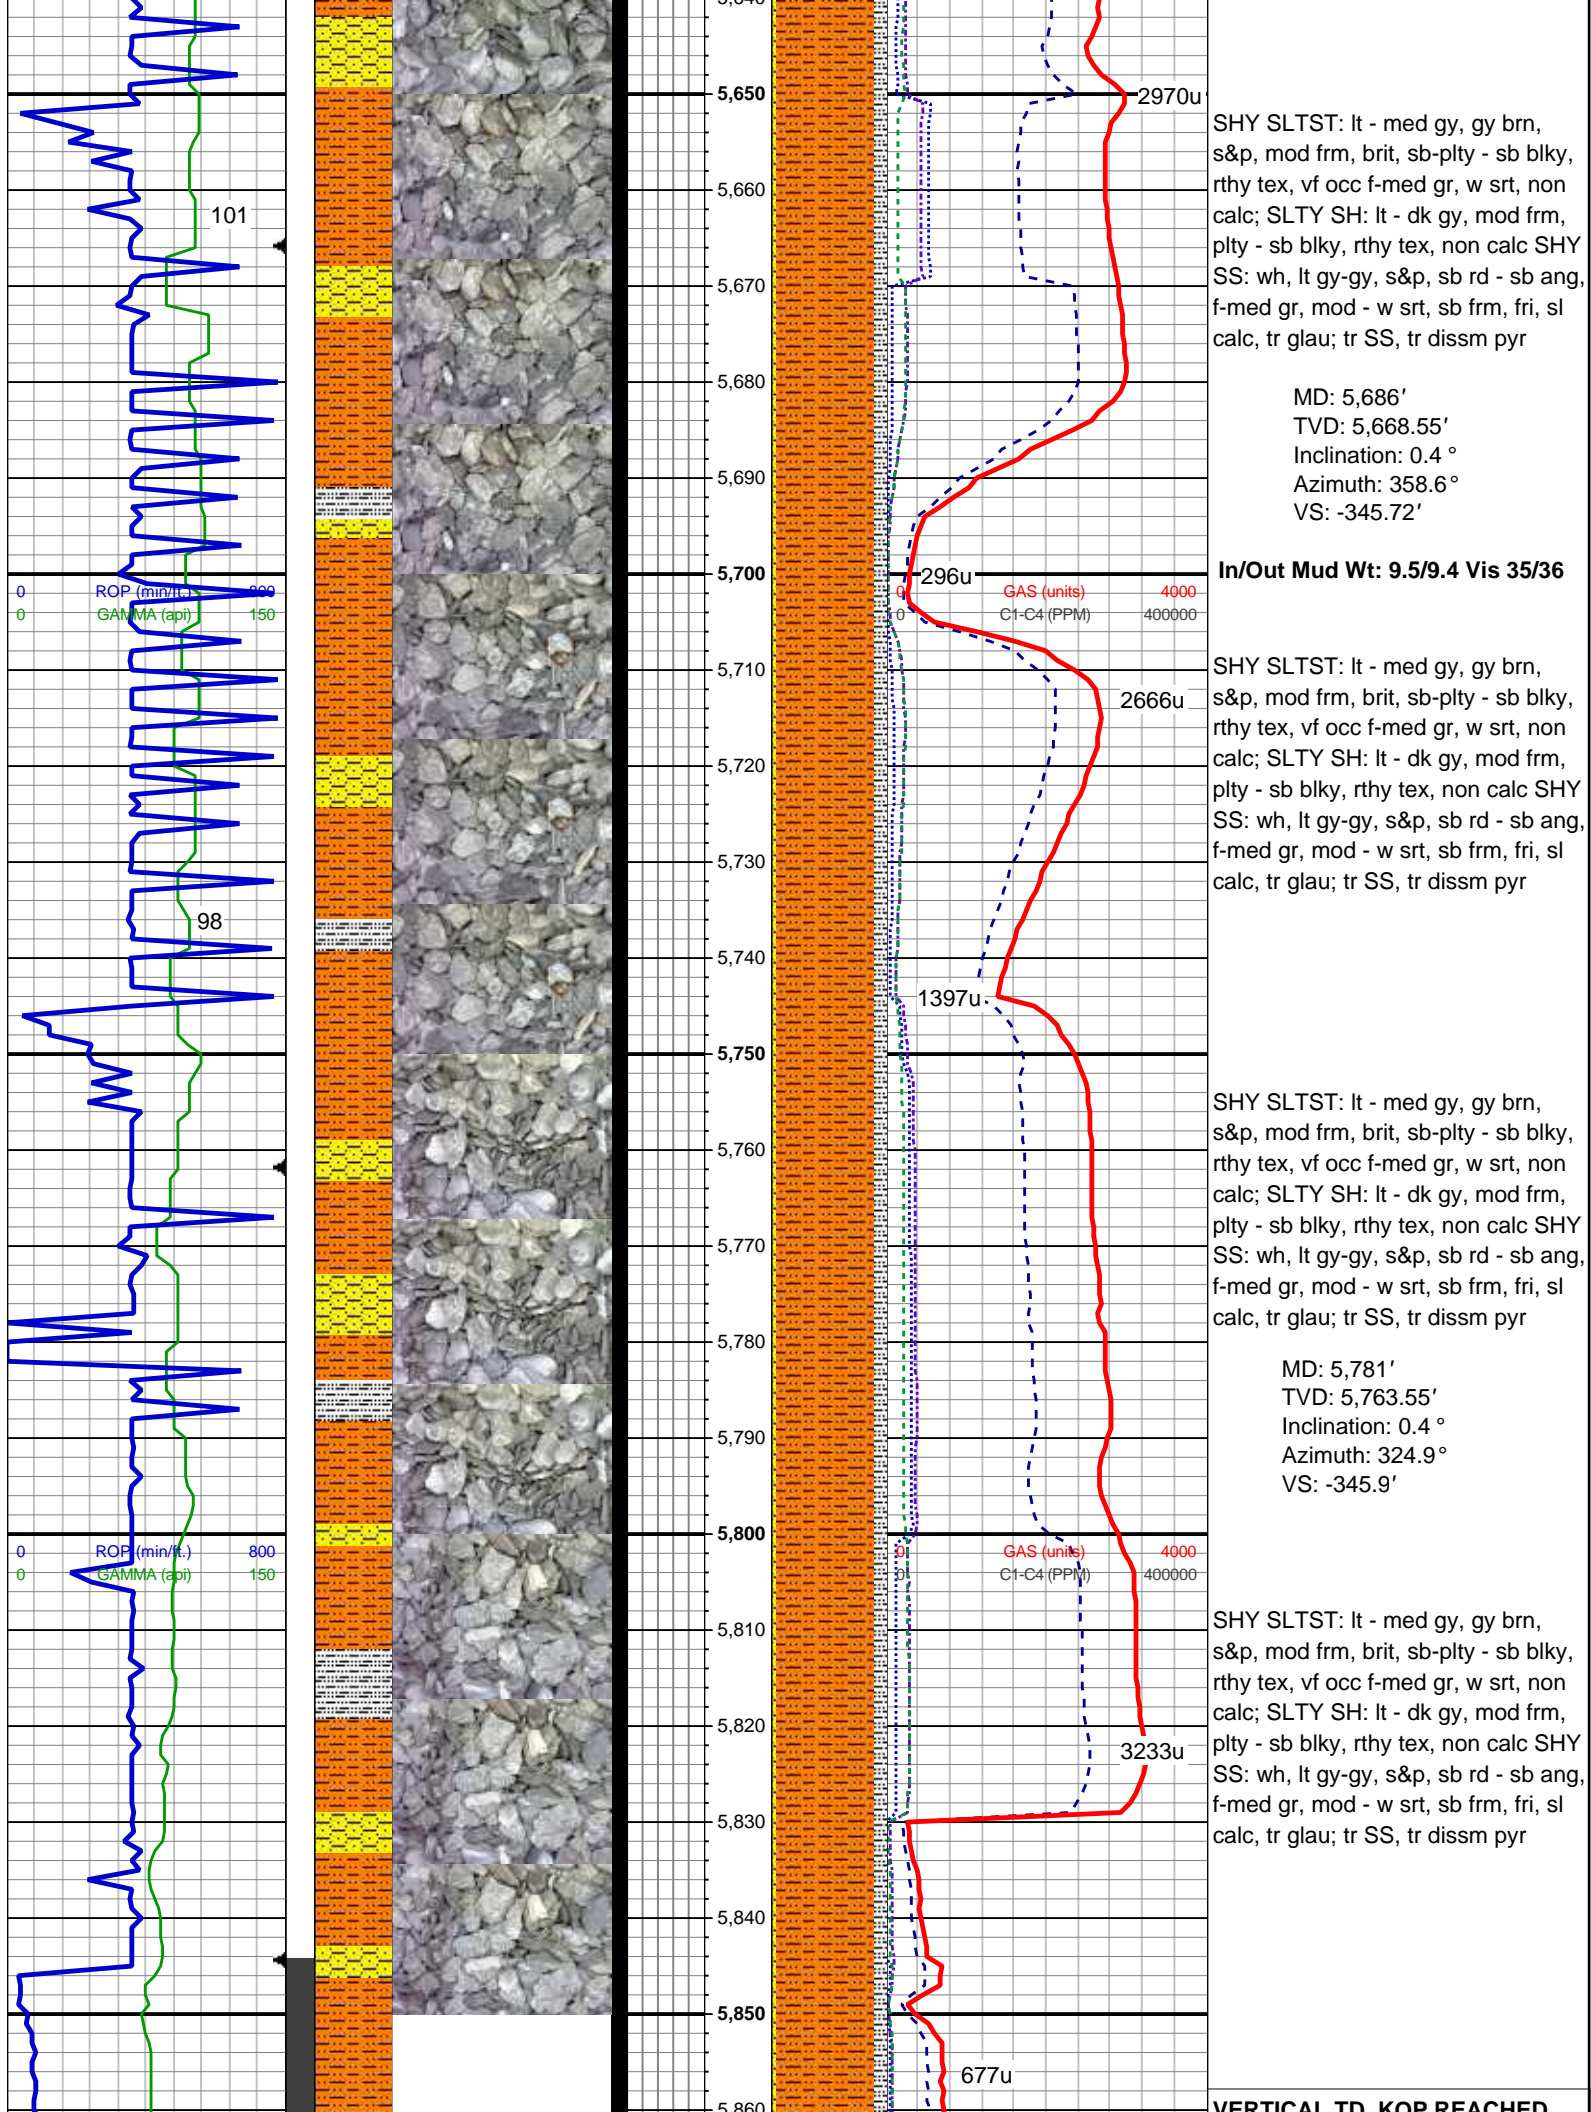 5,650
2970u
SHY SLTST: lt - med gy, gy brn,
s&p, mod frm, brit, sb-plty - sb blky,
rthy tex, vf occ f-med gr, w srt, non
calc; SLTY SH: lt - dk gy, mod frm,
plty - sb blky, rthy tex, non calc SHY
SS: wh, lt gy-gy, s&p, sb rd - sb ang,
f-med gr, mod - w srt, sb frm, fri, sl
calc, tr glau; tr SS, tr dissm pyr
5,660
101
5,670
5,680
MD: 5,686′
TVD: 5,668.55′
Inclination: 0.4 °
Azimuth: 358.6°
VS: -345.72′
5,690
In/Out Mud Wt: 9.5/9.4 Vis 35/36
5,700
296u
0 ROP (min/ft.) 800
0 GAMMA (api) 150
0 GAS (units) 4000
0 C1-C4 (PPM) 400000
5,710
2666u
SHY SLTST: lt - med gy, gy brn,
s&p, mod frm, brit, sb-plty - sb blky,
rthy tex, vf occ f-med gr, w srt, non
calc; SLTY SH: lt - dk gy, mod frm,
plty - sb blky, rthy tex, non calc SHY
SS: wh, lt gy-gy, s&p, sb rd - sb ang,
f-med gr, mod - w srt, sb frm, fri, sl
calc, tr glau; tr SS, tr dissm pyr
5,720
5,730
98
5,740
1397u
5,750
SHY SLTST: lt - med gy, gy brn,
s&p, mod frm, brit, sb-plty - sb blky,
rthy tex, vf occ f-med gr, w srt, non
calc; SLTY SH: lt - dk gy, mod frm,
plty - sb blky, rthy tex, non calc SHY
SS: wh, lt gy-gy, s&p, sb rd - sb ang,
f-med gr, mod - w srt, sb frm, fri, sl
calc, tr glau; tr SS, tr dissm pyr
5,760
5,770
5,780
MD: 5,781′
TVD: 5,763.55′
Inclination: 0.4 °
Azimuth: 324.9°
VS: -345.9′
5,790
5,800
0 ROP (min/ft.) 800
0 GAMMA (api) 150
0 GAS (units) 4000
0 C1-C4 (PPM) 400000
5,810
SHY SLTST: lt - med gy, gy brn,
s&p, mod frm, brit, sb-plty - sb blky,
rthy tex, vf occ f-med gr, w srt, non
calc; SLTY SH: lt - dk gy, mod frm,
plty - sb blky, rthy tex, non calc SHY
SS: wh, lt gy-gy, s&p, sb rd - sb ang,
f-med gr, mod - w srt, sb frm, fri, sl
calc, tr glau; tr SS, tr dissm pyr
5,820
3233u
5,830
5,840
5,850
677u
5,860
VERTICAL TD, KOP REACHED